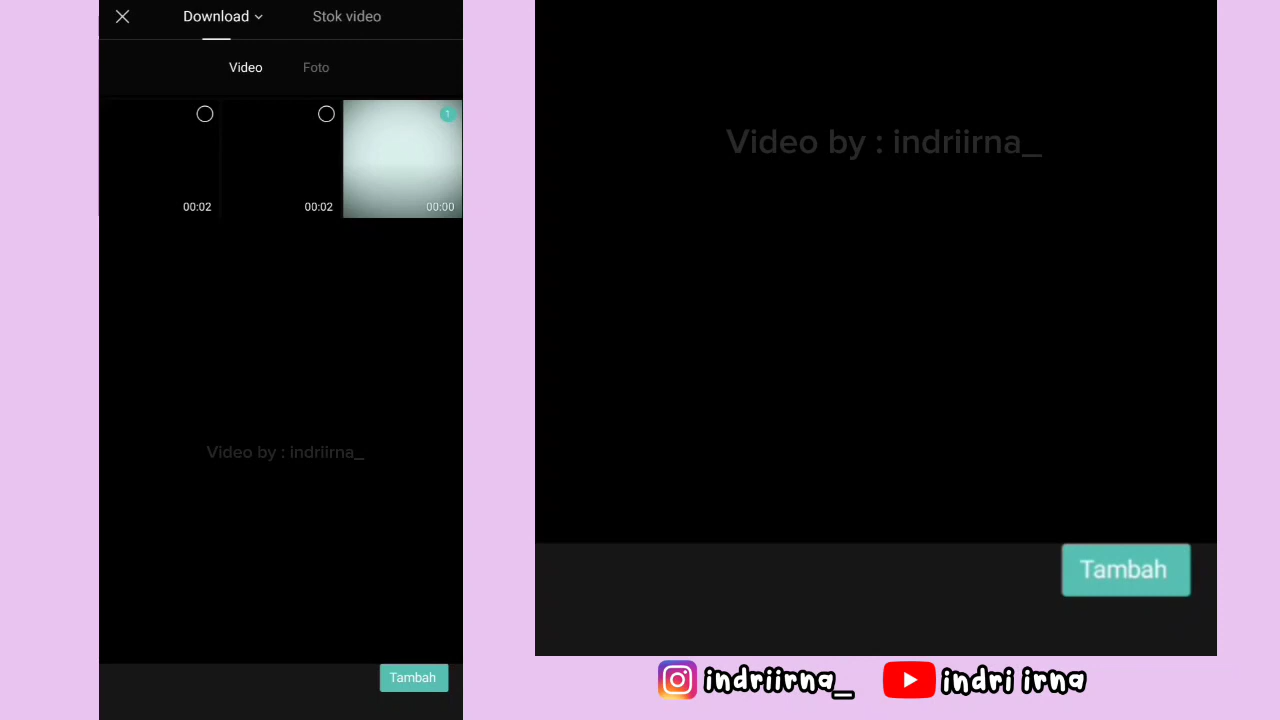 Download Stok video
Video Foto
1
00:02 00:02 00:00
Video by : indriirna_
Tambah
Video by : indriirna_
Tambah
indriirna_ indri irna